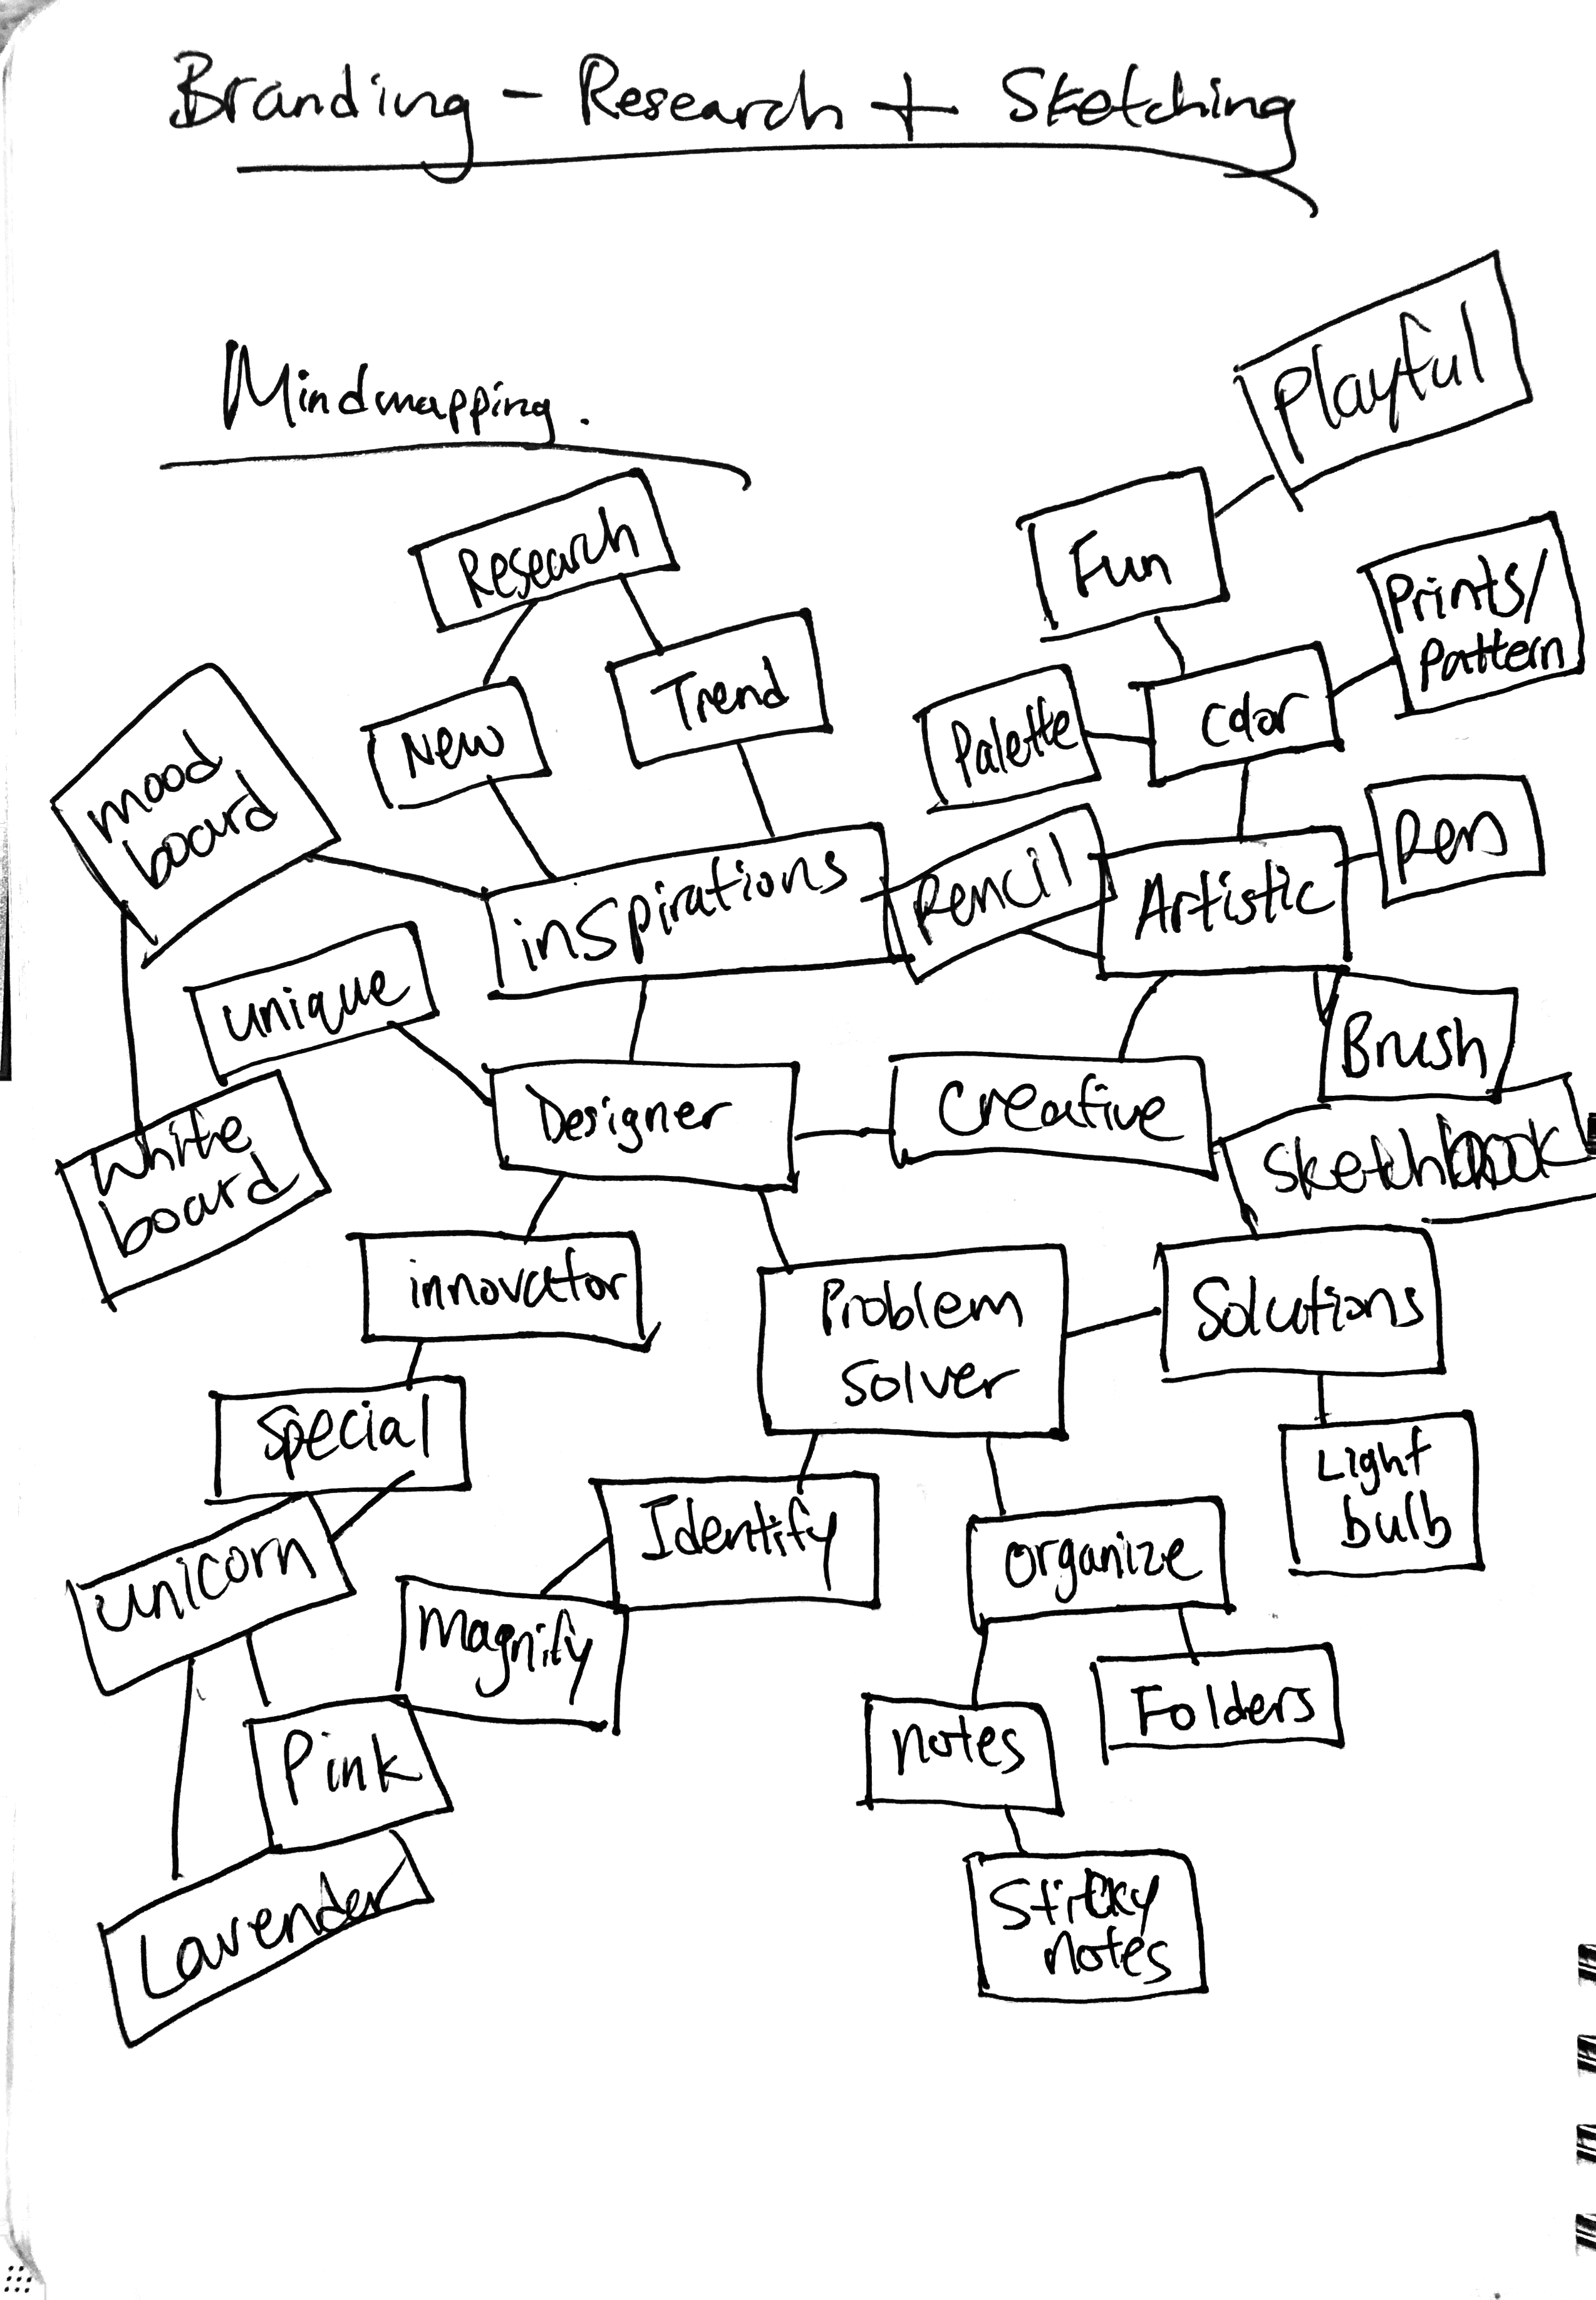 Branding - Research + Sketching
Mindmapping.
Playful
Research
Fun
Prints/
Pattern
Trend
New
Color
Palette
mood
board
Pen
Pencil
Artistic
inspirations
unique
Brush
Designer
Creative
Sketchbook
White
board
innovator
Problem
Solver
Solutions
Special
Light
bulb
Identify
Organize
unicorn
Magnify
Folders
notes
Pink
Sticky
notes
Lavender